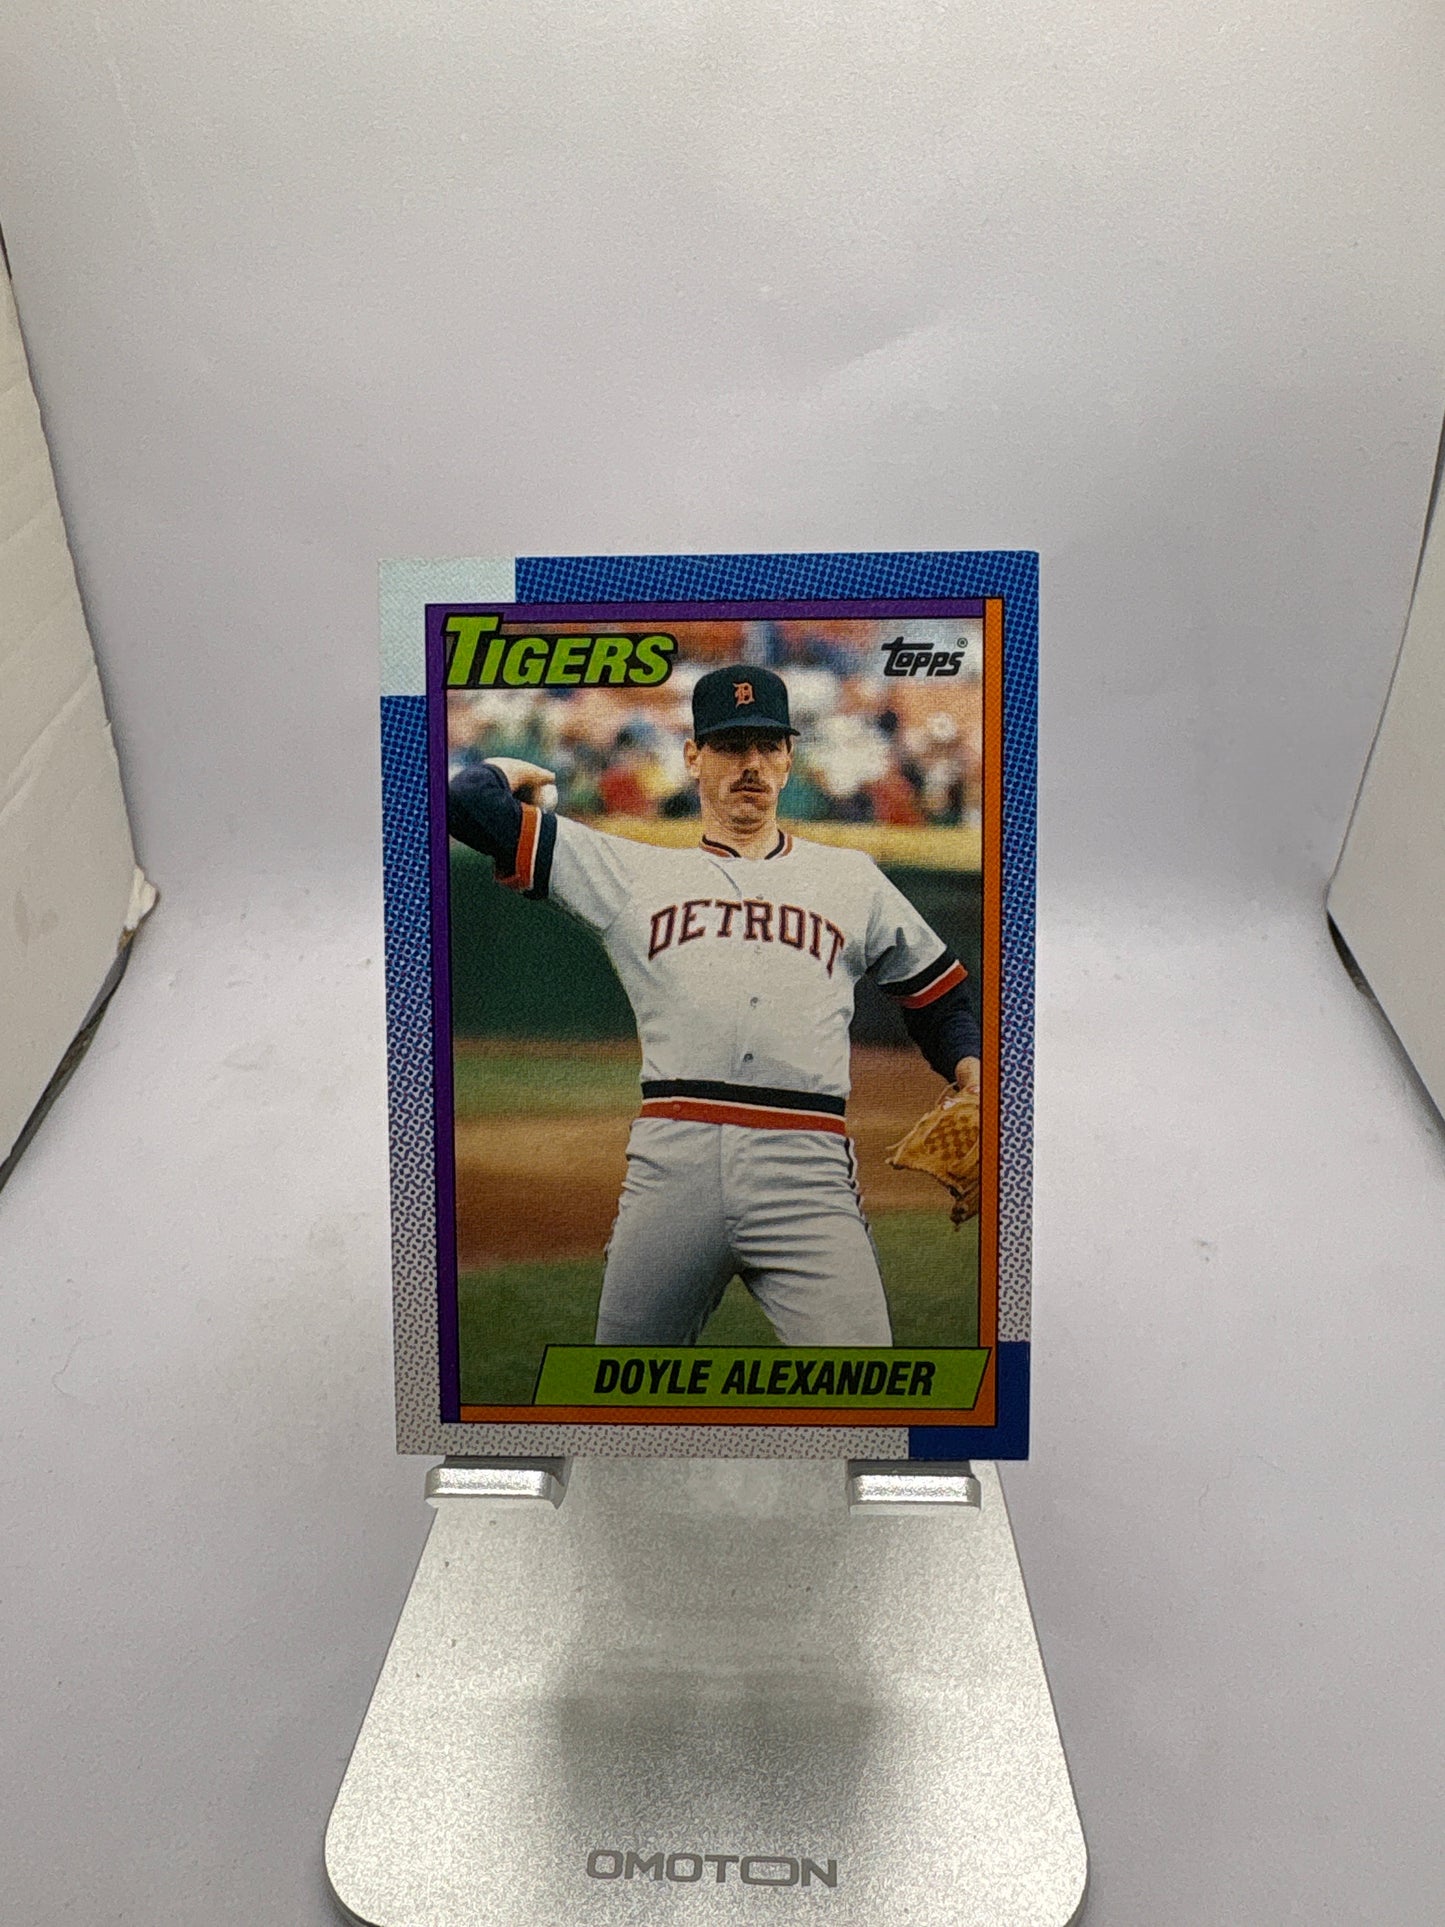 TIGERS
topps®
D
DETROIT
DOYLE ALEXANDER
OMOTON